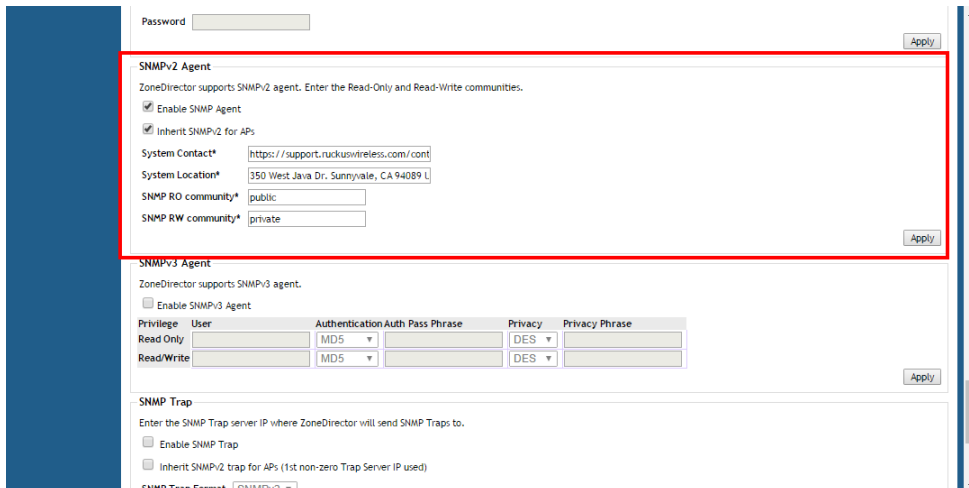 Password
Apply
SNMPv2 Agent
ZoneDirector supports SNMPv2 agent. Enter the Read-Only and Read-Write communities.
Enable SNMP Agent
Inherit SNMPv2 for APs
System Contact* https://support.ruckuswireless.com/cont
System Location* 350 West Java Dr. Sunnyvale, CA 94089 U
SNMP RO community* public
SNMP RW community* private
Apply
SNMPv3 Agent
ZoneDirector supports SNMPv3 agent.
Enable SNMPv3 Agent
Privilege User Authentication Auth Pass Phrase Privacy Privacy Phrase
Read Only MD5 DES
Read/Write MD5 DES
Apply
SNMP Trap
Enter the SNMP Trap server IP where ZoneDirector will send SNMP Traps to.
Enable SNMP Trap
Inherit SNMPv2 trap for APs (1st non-zero Trap Server IP used)
SNMP Trap Format SNMPv2